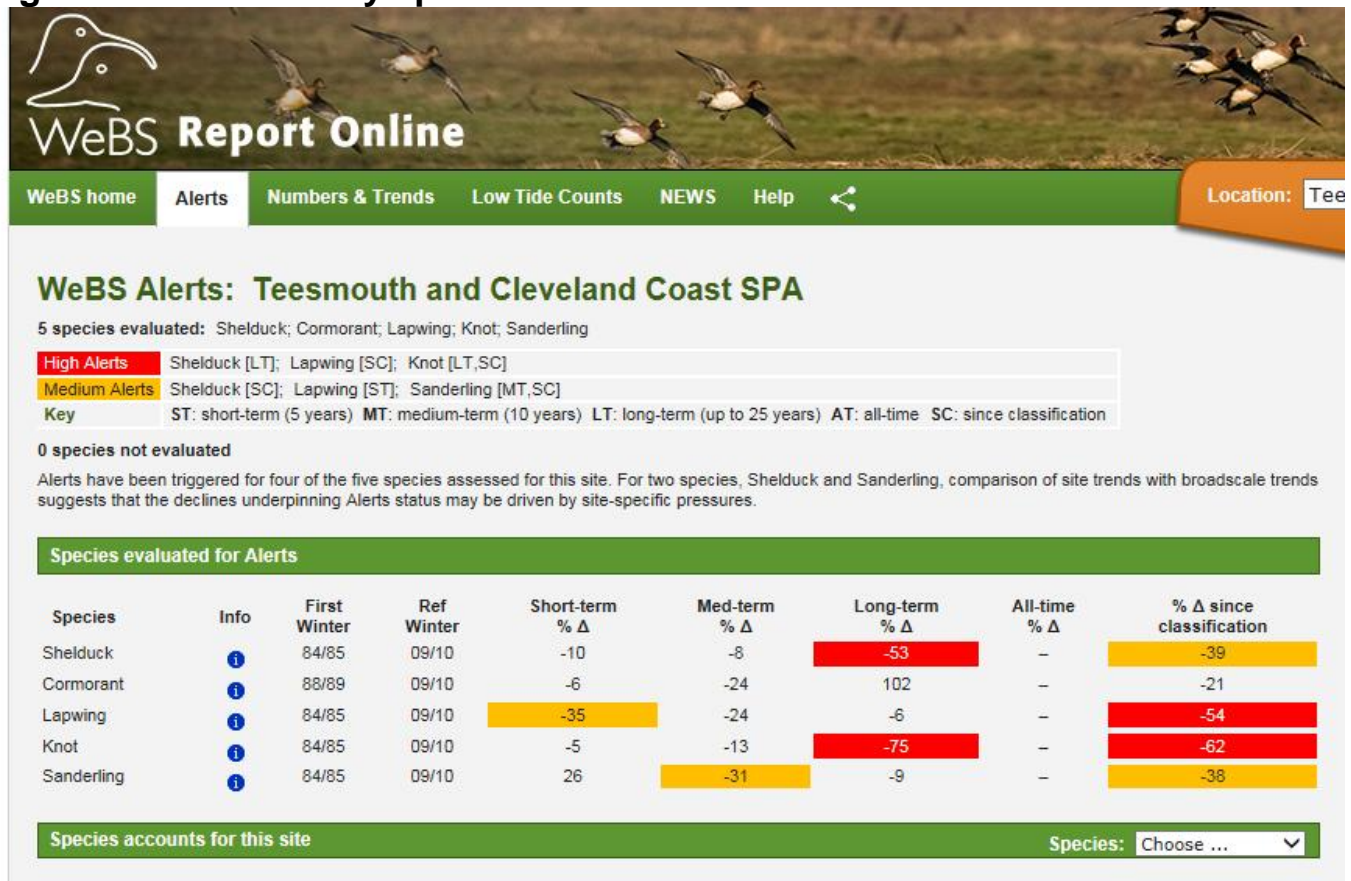 WeBS Report Online
WeBS home Alerts Numbers & Trends Low Tide Counts NEWS Help Location: Tee
WeBS Alerts: Teesmouth and Cleveland Coast SPA
5 species evaluated: Shelduck; Cormorant; Lapwing; Knot; Sanderling
High Alerts Shelduck [LT]; Lapwing [SC]; Knot [LT,SC]
Medium Alerts Shelduck [SC]; Lapwing [ST]; Sanderling [MT,SC]
Key ST: short-term (5 years) MT: medium-term (10 years) LT: long-term (up to 25 years) AT: all-time SC: since classification
0 species not evaluated
Alerts have been triggered for four of the five species assessed for this site. For two species, Shelduck and Sanderling, comparison of site trends with broadscale trends
suggests that the declines underpinning Alerts status may be driven by site-specific pressures.
Species evaluated for Alerts
Species Info First Winter Ref Winter Short-term % Δ Med-term % Δ Long-term % Δ All-time % Δ % Δ since classification
Shelduck i 84/85 09/10 -10 -8 -53 – -39
Cormorant i 88/89 09/10 -6 -24 102 – -21
Lapwing i 84/85 09/10 -35 -24 -6 – -54
Knot i 84/85 09/10 -5 -13 -75 – -62
Sanderling i 84/85 09/10 26 -31 -9 – -38
Species accounts for this site Species: Choose ...